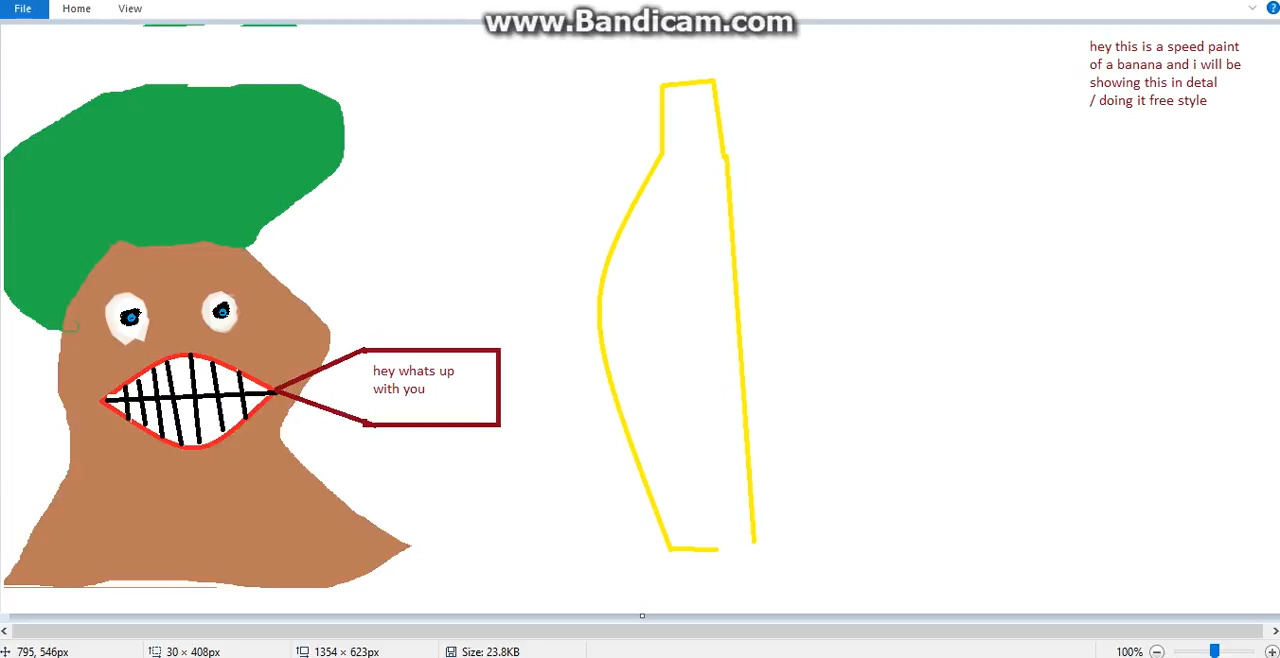 File Home View
www.Bandicam.com
hey this is a speed paint
of a banana and i will be
showing this in detal
/ doing it free style
hey whats up
with you
795, 546px 30 × 408px 1354 × 623px Size: 23.8KB 100%